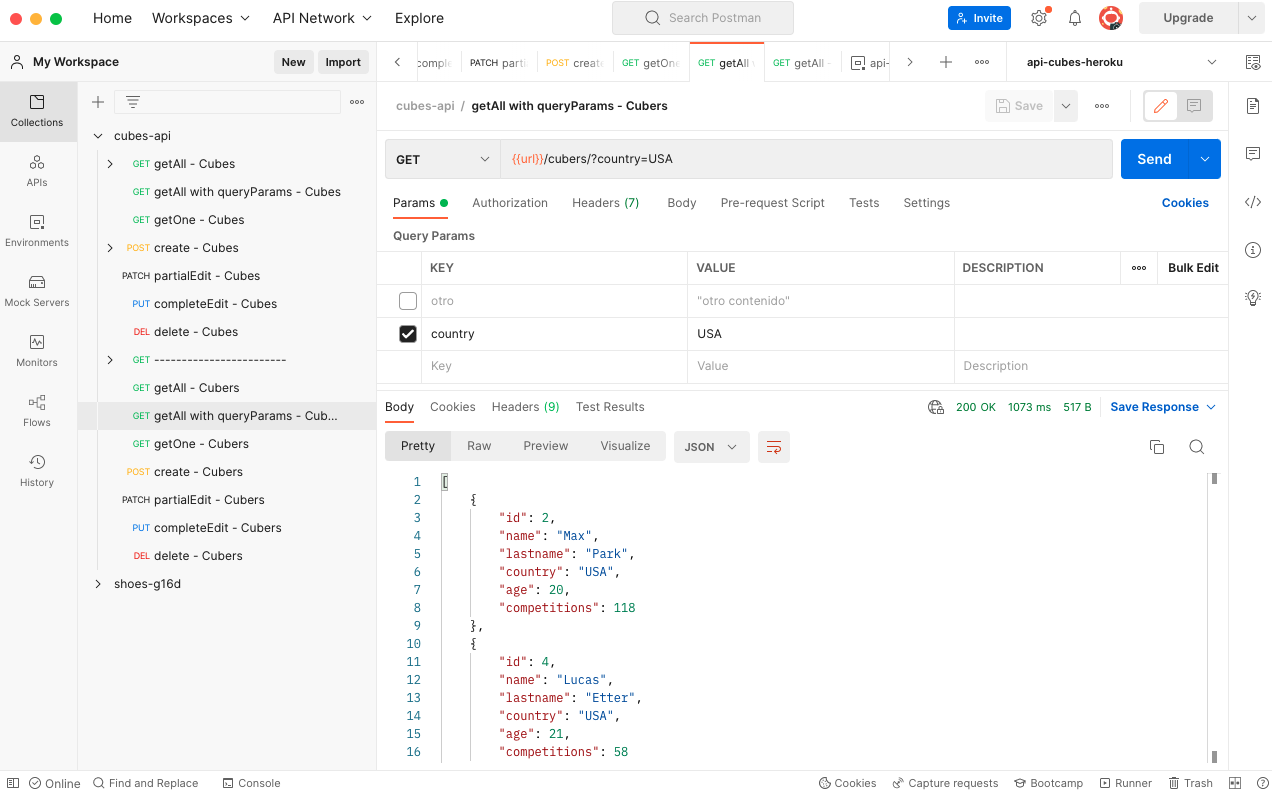 Home Workspaces API Network Explore Search Postman Invite Upgrade
My Workspace New Import PATCH parti POST create GET getOne GET getAll GET getAll - api- api-cubes-heroku
Collections
APIs
Environments
Mock Servers
Monitors
Flows
History
cubes-api
GET getAll - Cubes
GET getAll with queryParams - Cubes
GET getOne - Cubes
POST create - Cubes
PATCH partialEdit - Cubes
PUT completeEdit - Cubes
DEL delete - Cubes
GET ------------------------
GET getAll - Cubers
GET getAll with queryParams - Cub...
GET getOne - Cubers
POST create - Cubers
PATCH partialEdit - Cubers
PUT completeEdit - Cubers
DEL delete - Cubers
shoes-g16d
cubes-api / getAll with queryParams - Cubers Save
GET {{url}}/cubers/?country=USA Send
Params Authorization Headers (7) Body Pre-request Script Tests Settings Cookies
Query Params
KEY VALUE DESCRIPTION Bulk Edit
otro "otro contenido"
country USA
Key Value Description
Body Cookies Headers (9) Test Results 200 OK 1073 ms 517 B Save Response
Pretty Raw Preview Visualize JSON
1 [
2 {
3 "id": 2,
4 "name": "Max",
5 "lastname": "Park",
6 "country": "USA",
7 "age": 20,
8 "competitions": 118
9 },
10 {
11 "id": 4,
12 "name": "Lucas",
13 "lastname": "Etter",
14 "country": "USA",
15 "age": 21,
16 "competitions": 58
Online Find and Replace Console Cookies Capture requests Bootcamp Runner Trash